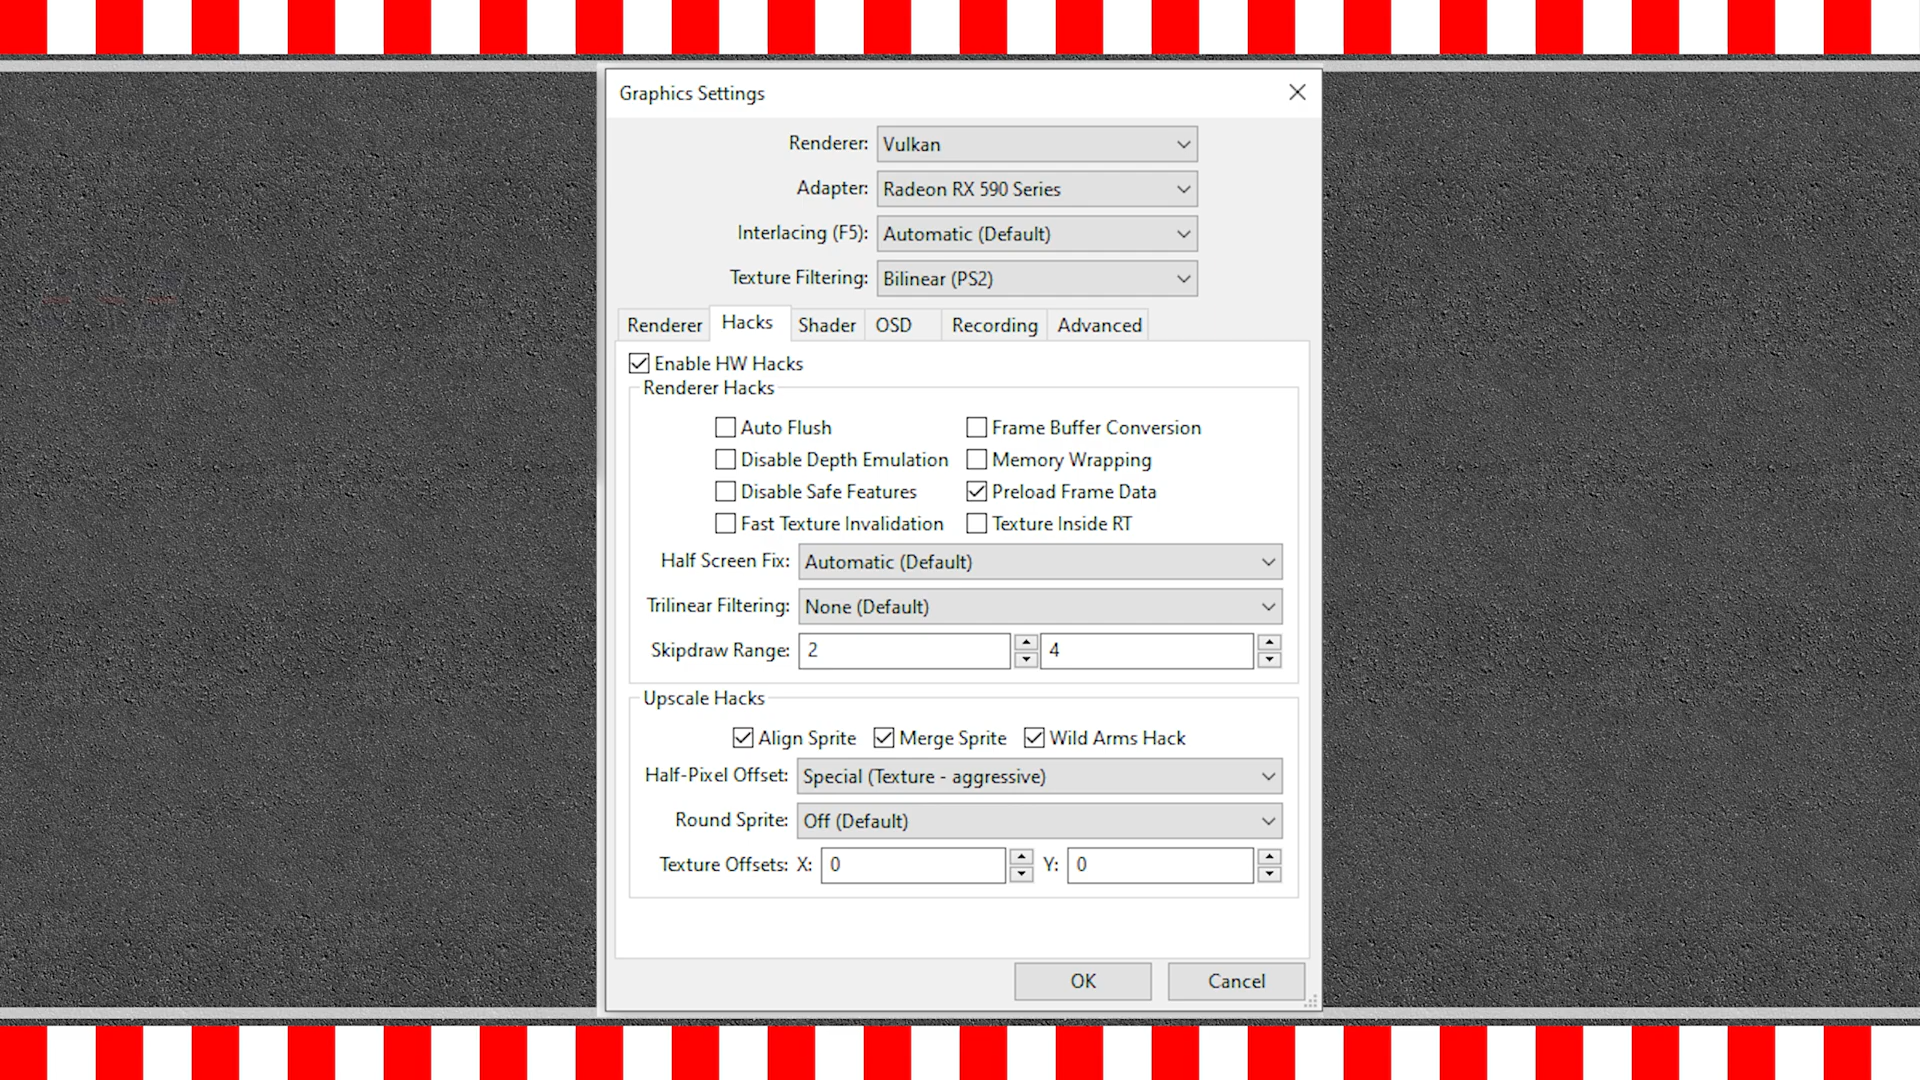 Graphics Settings
Renderer: Vulkan
Adapter: Radeon RX 590 Series
Interlacing (F5): Automatic (Default)
Texture Filtering: Bilinear (PS2)
Renderer Hacks Shader OSD Recording Advanced
Enable HW Hacks
Renderer Hacks
Auto Flush Frame Buffer Conversion
Disable Depth Emulation Memory Wrapping
Disable Safe Features Preload Frame Data
Fast Texture Invalidation Texture Inside RT
Half Screen Fix: Automatic (Default)
Trilinear Filtering: None (Default)
Skipdraw Range: 2 4
Upscale Hacks
Align Sprite Merge Sprite Wild Arms Hack
Half-Pixel Offset: Special (Texture - aggressive)
Round Sprite: Off (Default)
Texture Offsets: X: 0 Y: 0
OK Cancel